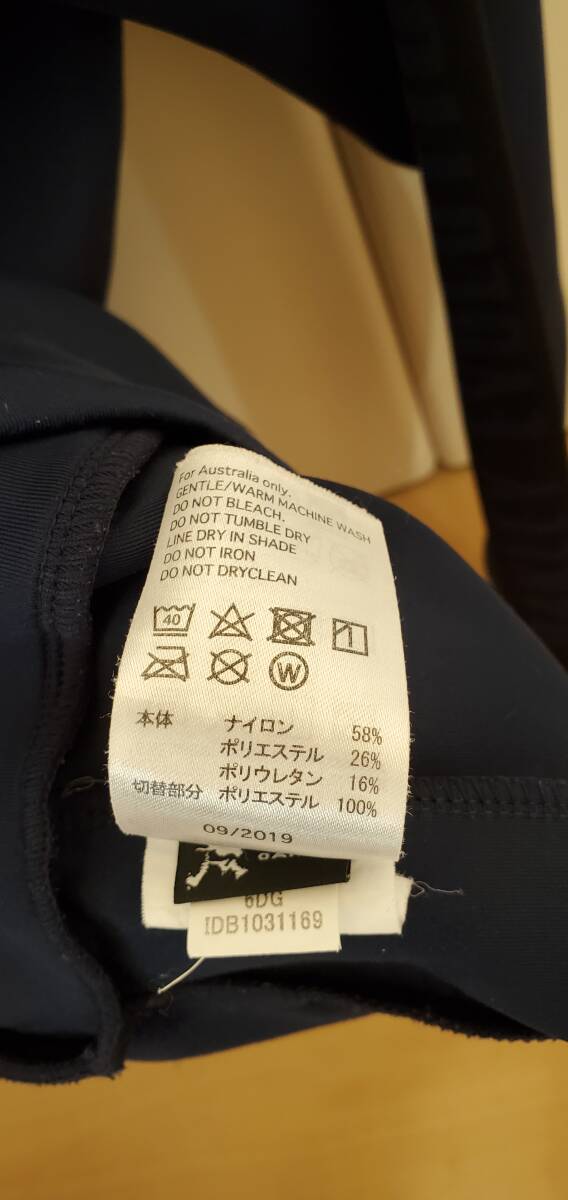 For Australia only.
GENTLE/WARM MACHINE WASH
DO NOT BLEACH.
DO NOT TUMBLE DRY
LINE DRY IN SHADE
DO NOT IRON
DO NOT DRYCLEAN
40
W
本体 ナイロン 58%
ポリエステル 26%
ポリウレタン 16%
切替部分 ポリエステル 100%
09/2019
6DG
IDB1031169